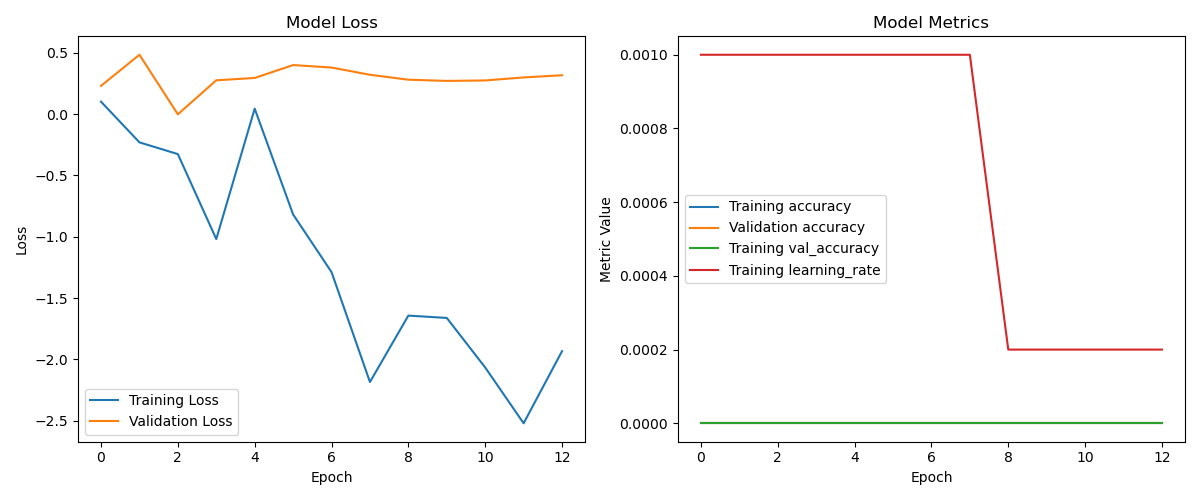 Model Loss
0.5
0.0
−0.5
−1.0
−1.5
−2.0
−2.5
Loss
Training Loss
Validation Loss
0 2 4 6 8 10 12
Epoch
Model Metrics
0.0010
0.0008
0.0006
0.0004
0.0002
0.0000
Metric Value
Training accuracy
Validation accuracy
Training val_accuracy
Training learning_rate
0 2 4 6 8 10 12
Epoch